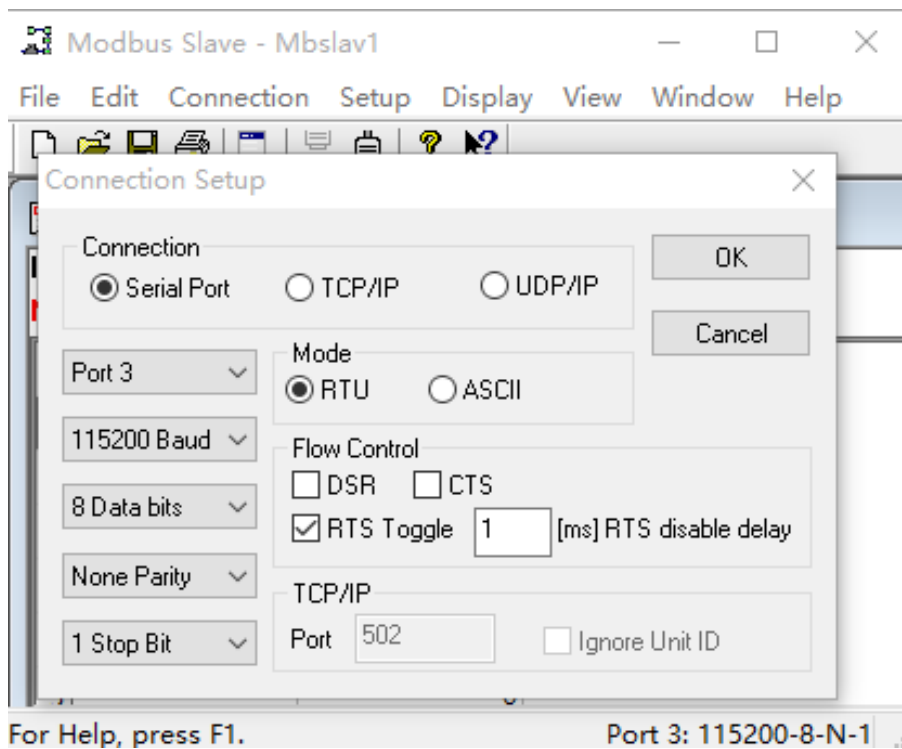 Modbus Slave - Mbslav1
File Edit Connection Setup Display View Window Help
Connection Setup
Connection
Serial Port TCP/IP UDP/IP
OK
Cancel
Port 3
115200 Baud
8 Data bits
None Parity
1 Stop Bit
Mode
RTU ASCII
Flow Control
DSR CTS
RTS Toggle 1 [ms] RTS disable delay
TCP/IP
Port 502 Ignore Unit ID
For Help, press F1. Port 3: 115200-8-N-1